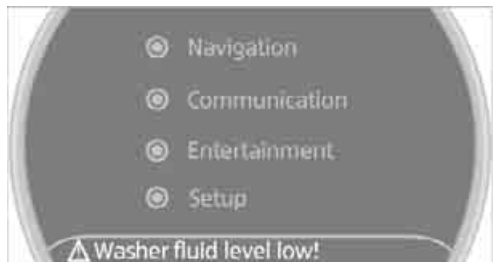 Navigation
Communication
Entertainment
Setup
Washer fluid level low!